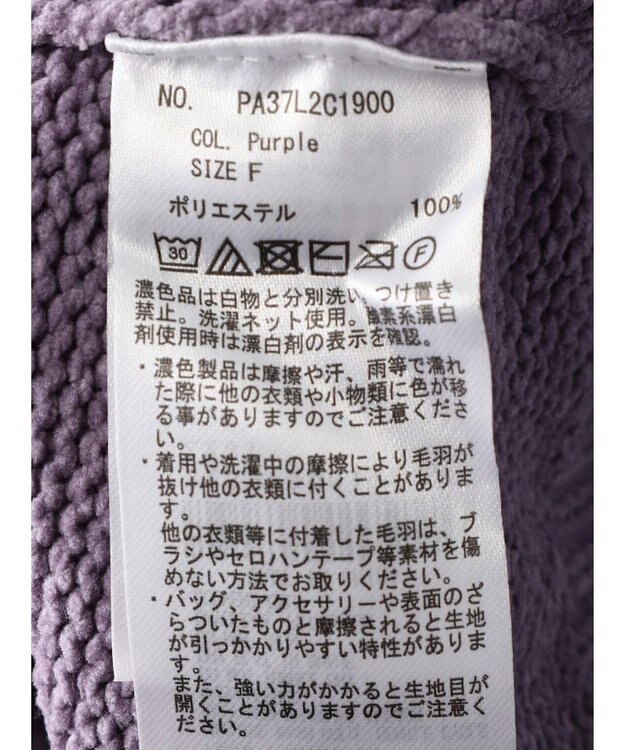 NO. PA37L2C1900
COL. Purple
SIZE F
ポリエステル 100%
30 F
濃色品は白物と分別洗い。つけ置き
禁止。洗濯ネット使用。酸素系漂白
剤使用時は漂白剤の表示を確認。
・濃色製品は摩擦や汗、雨等で濡れ
た際に他の衣類や小物類に色が移
る事がありますのでご注意くださ
い。
・着用や洗濯中の摩擦により毛羽が
抜け他の衣類に付くことがありま
す。
他の衣類等に付着した毛羽は、ブ
ラシやセロハンテープ等素材を傷
めない方法でお取りください。
・バッグ、アクセサリーや表面のざ
らついたものと摩擦されると生地
が引っかかりやすい特性がありま
す。
また、強い力がかかると生地目が
開くことがありますのでご注意く
ださい。